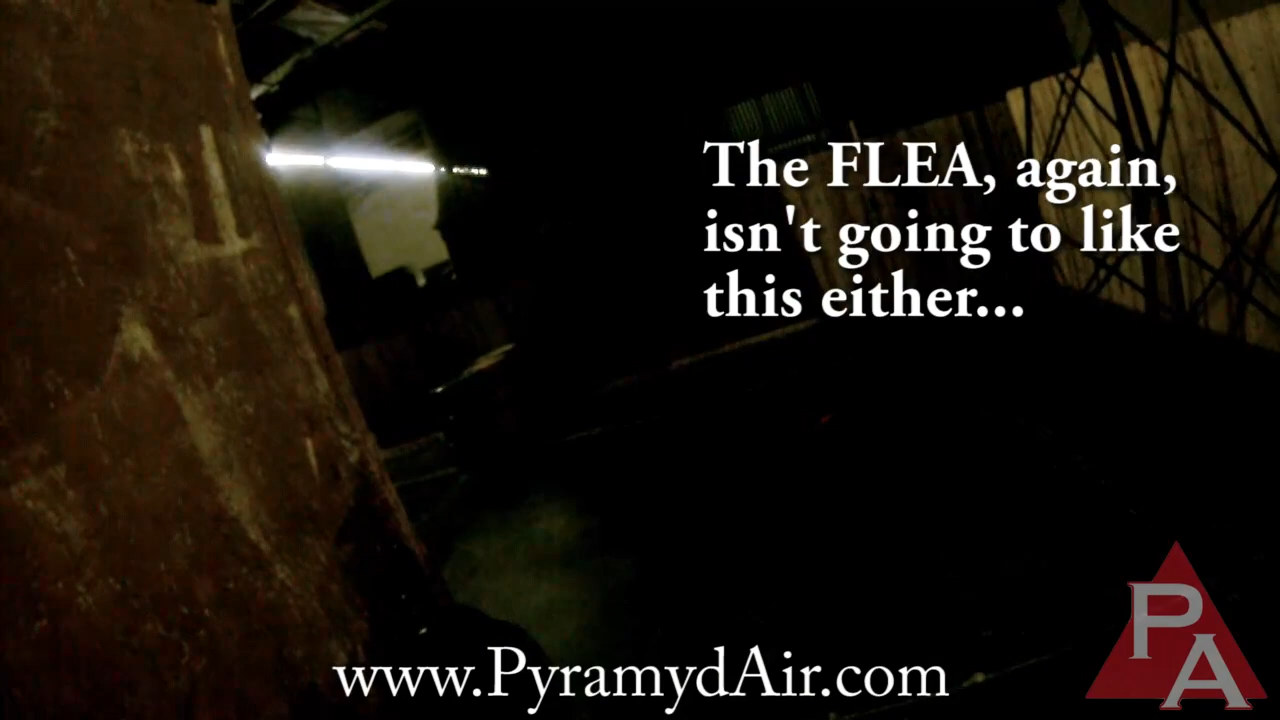 The FLEA, again,
isn't going to like
this either...
www.PyramydAir.com
PA